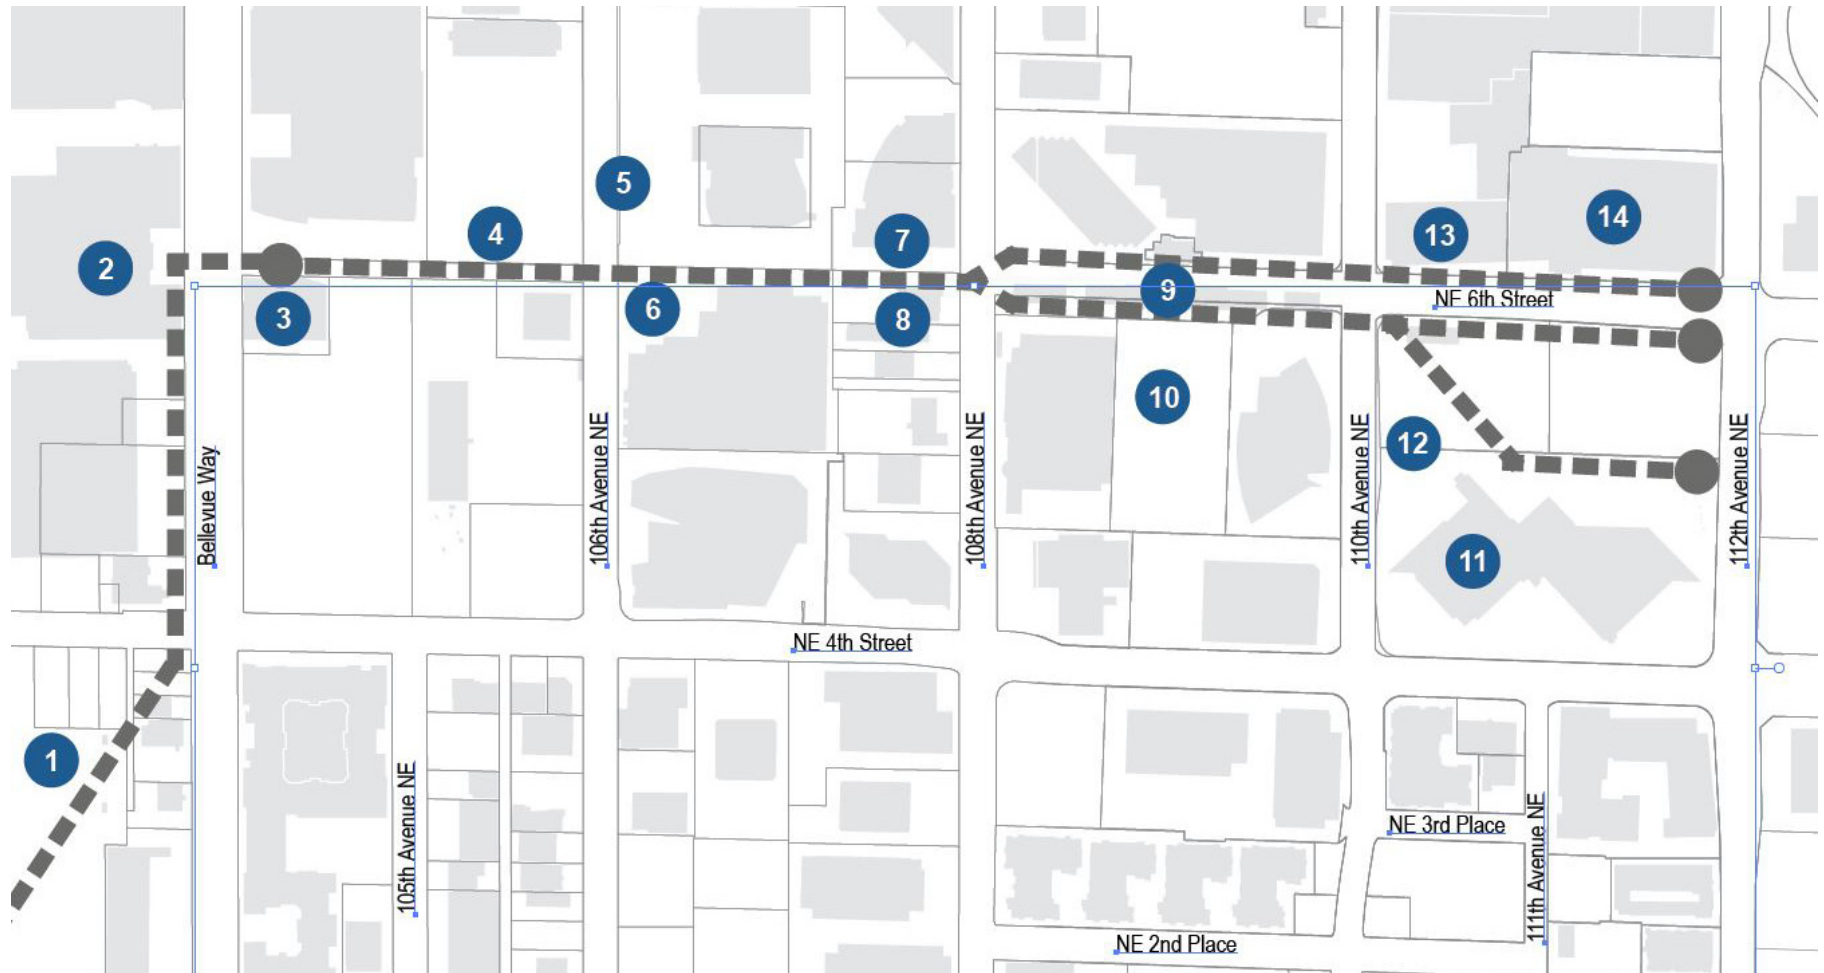 5
4
7
13
14
2
3
6
8
9
NE 6th Street
10
12
11
Bellevue Way
106th Avenue NE
108th Avenue NE
110th Avenue NE
112th Avenue NE
NE 4th Street
1
105th Avenue NE
NE 3rd Place
111th Avenue NE
NE 2nd Place